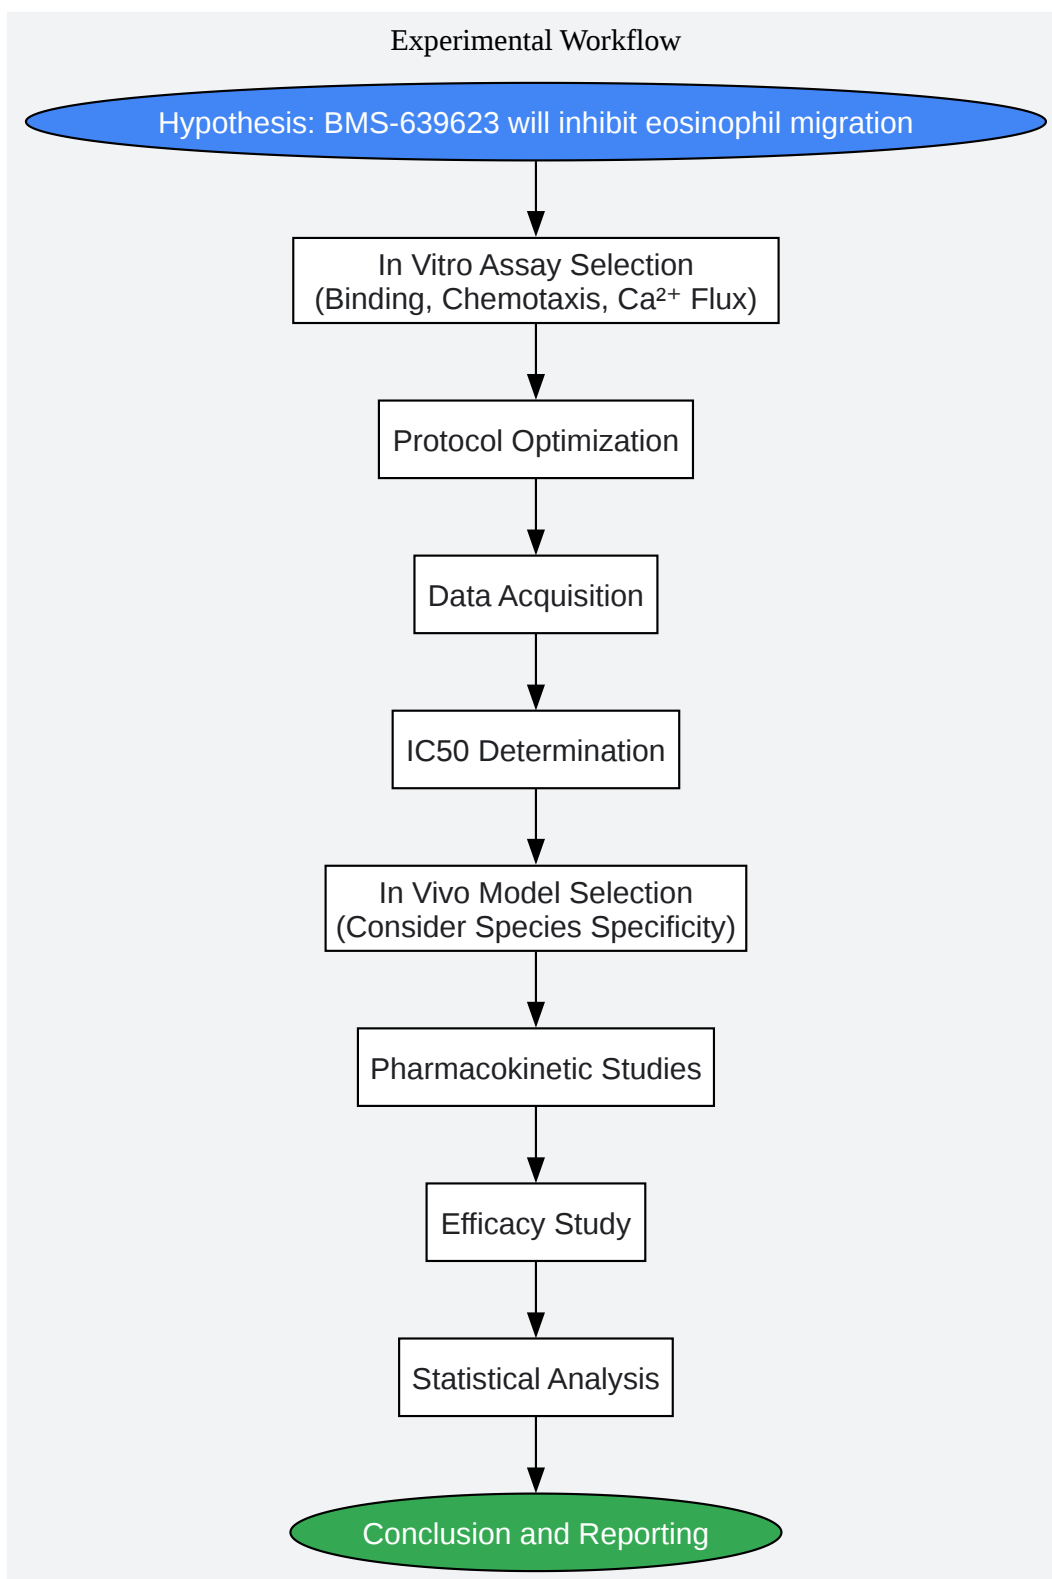 Experimental Workflow
Hypothesis: BMS-639623 will inhibit eosinophil migration
In Vitro Assay Selection
(Binding, Chemotaxis, Ca²⁺ Flux)
Protocol Optimization
Data Acquisition
IC50 Determination
In Vivo Model Selection
(Consider Species Specificity)
Pharmacokinetic Studies
Efficacy Study
Statistical Analysis
Conclusion and Reporting